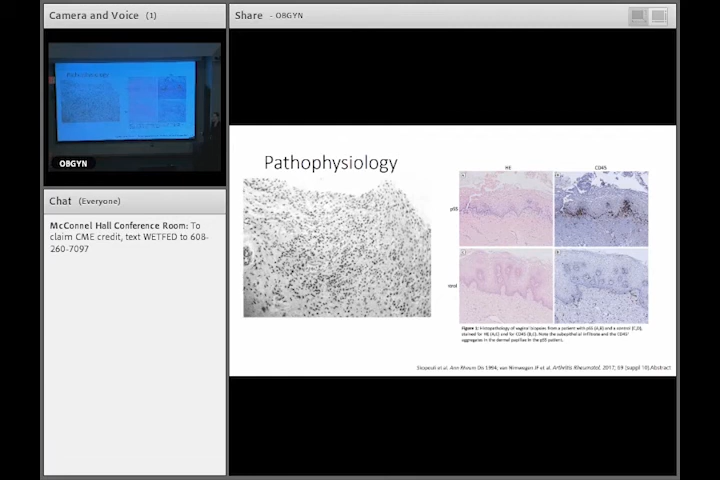 Camera and Voice (1)
Share - OBGYN
OBGYN
Chat (Everyone)
McConnel Hall Conference Room: To
claim CME credit, text WETFED to 608-
260-7097
Pathophysiology
HE
CD45
pSS
Figure 1: Histopathology of vaginal biopsies from a patient with pSS (A,B) and a control (C,D),
stained for HE (A,C) and for CD45 (B,C). Note the subepithelial infiltrate and the CD45⁺
aggregates in the dermal papillae in the pSS patient.
Skopouli et al. Ann Rheum Dis 1994; van Nimwegen JF et al. Arthritis Rheumatol. 2017; 69 (suppl 10).Abstract